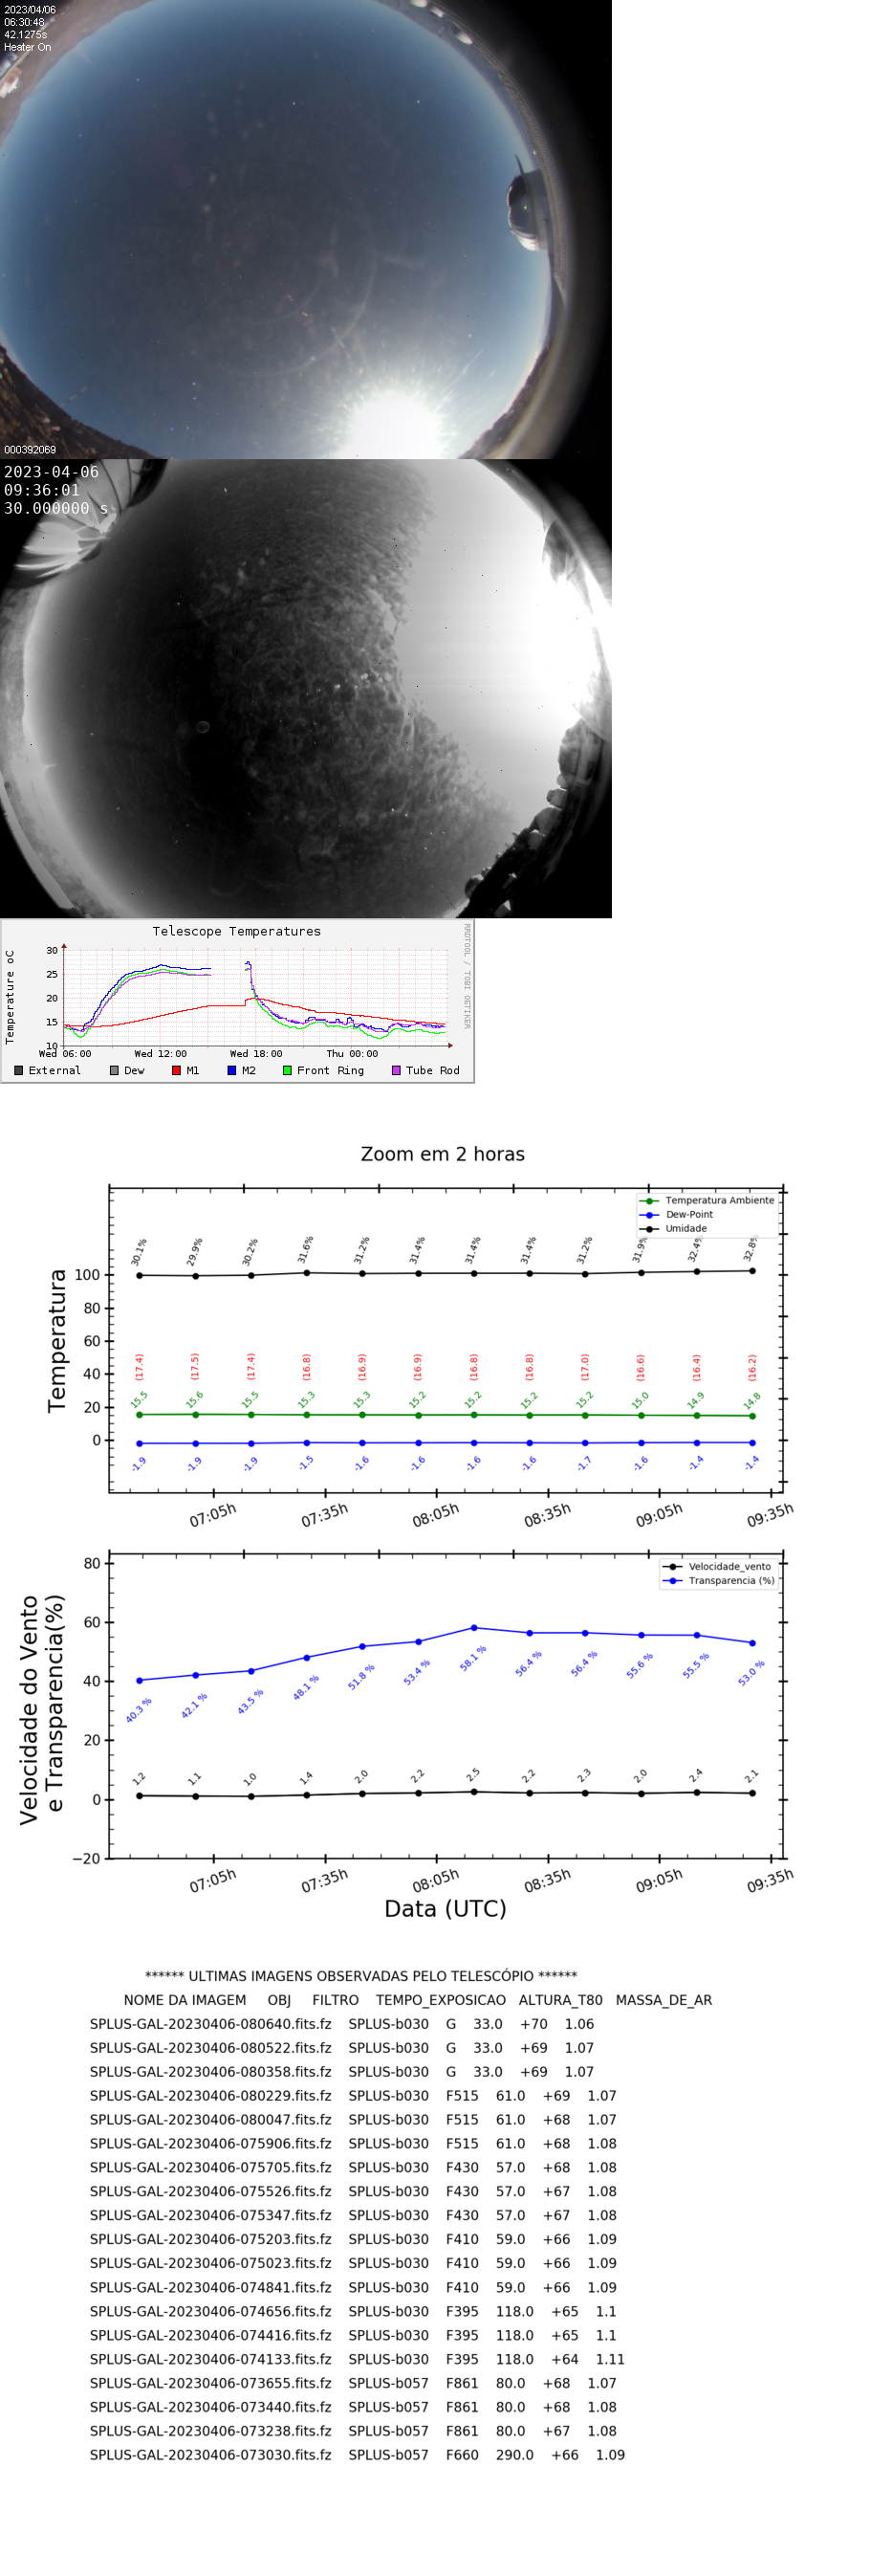 2023/04/06
06:30:48
42.1275s
Heater On
000392069
2023-04-06
09:36:01
30.000000 s
Telescope Temperatures
RRDTOOL / TOBI OETIKER
Temperature oC
30
25
20
15
10
Wed 06:00 Wed 12:00 Wed 18:00 Thu 00:00
External Dew M1 M2 Front Ring Tube Rod
Zoom em 2 horas
Temperatura Ambiente
Dew-Point
Umidade
30.1% 29.9% 30.2% 31.6% 31.2% 31.4% 31.4% 31.4% 31.2% 31.9% 32.4% 32.8%
Temperatura
100
80
60
40
20
0
(17.4) (17.5) (17.4) (16.8) (16.9) (16.9) (16.8) (16.8) (17.0) (16.6) (16.4) (16.2)
15.5 15.6 15.5 15.3 15.3 15.2 15.2 15.2 15.2 15.0 14.9 14.8
-1.9 -1.9 -1.9 -1.5 -1.6 -1.6 -1.6 -1.6 -1.7 -1.6 -1.4 -1.4
07:05h 07:35h 08:05h 08:35h 09:05h 09:35h
Velocidade_vento
Transparencia (%)
Velocidade do Vento
e Transparencia(%)
80
60
40
20
0
−20
40.3 % 42.1 % 43.5 % 48.1 % 51.8 % 53.4 % 58.1 % 56.4 % 56.4 % 55.6 % 55.5 % 53.0 %
1.2 1.1 1.0 1.4 2.0 2.2 2.5 2.2 2.3 2.0 2.4 2.1
07:05h 07:35h 08:05h 08:35h 09:05h 09:35h
Data (UTC)
****** ULTIMAS IMAGENS OBSERVADAS PELO TELESCÓPIO ******
NOME DA IMAGEM OBJ FILTRO TEMPO_EXPOSICAO ALTURA_T80 MASSA_DE_AR
SPLUS-GAL-20230406-080640.fits.fz SPLUS-b030 G 33.0 +70 1.06
SPLUS-GAL-20230406-080522.fits.fz SPLUS-b030 G 33.0 +69 1.07
SPLUS-GAL-20230406-080358.fits.fz SPLUS-b030 G 33.0 +69 1.07
SPLUS-GAL-20230406-080229.fits.fz SPLUS-b030 F515 61.0 +69 1.07
SPLUS-GAL-20230406-080047.fits.fz SPLUS-b030 F515 61.0 +68 1.07
SPLUS-GAL-20230406-075906.fits.fz SPLUS-b030 F515 61.0 +68 1.08
SPLUS-GAL-20230406-075705.fits.fz SPLUS-b030 F430 57.0 +68 1.08
SPLUS-GAL-20230406-075526.fits.fz SPLUS-b030 F430 57.0 +67 1.08
SPLUS-GAL-20230406-075347.fits.fz SPLUS-b030 F430 57.0 +67 1.08
SPLUS-GAL-20230406-075203.fits.fz SPLUS-b030 F410 59.0 +66 1.09
SPLUS-GAL-20230406-075023.fits.fz SPLUS-b030 F410 59.0 +66 1.09
SPLUS-GAL-20230406-074841.fits.fz SPLUS-b030 F410 59.0 +66 1.09
SPLUS-GAL-20230406-074656.fits.fz SPLUS-b030 F395 118.0 +65 1.1
SPLUS-GAL-20230406-074416.fits.fz SPLUS-b030 F395 118.0 +65 1.1
SPLUS-GAL-20230406-074133.fits.fz SPLUS-b030 F395 118.0 +64 1.11
SPLUS-GAL-20230406-073655.fits.fz SPLUS-b057 F861 80.0 +68 1.07
SPLUS-GAL-20230406-073440.fits.fz SPLUS-b057 F861 80.0 +68 1.08
SPLUS-GAL-20230406-073238.fits.fz SPLUS-b057 F861 80.0 +67 1.08
SPLUS-GAL-20230406-073030.fits.fz SPLUS-b057 F660 290.0 +66 1.09